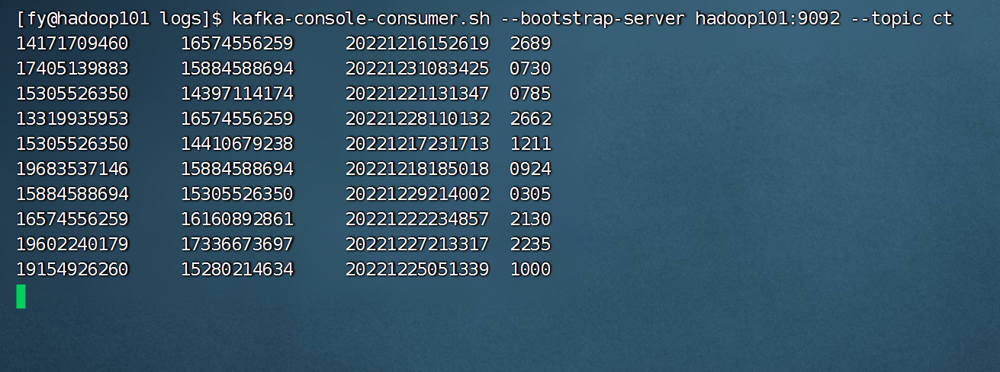 [fy@hadoop101 logs]$ kafka-console-consumer.sh --bootstrap-server hadoop101:9092 --topic ct
14171709460	16574556259	20221216152619	2689
17405139883	15884588694	20221231083425	0730
15305526350	14397114174	20221221131347	0785
13319935953	16574556259	20221228110132	2662
15305526350	14410679238	20221217231713	1211
19683537146	15884588694	20221218185018	0924
15884588694	15305526350	20221229214002	0305
16574556259	16160892861	20221222234857	2130
19602240179	17336673697	20221227213317	2235
19154926260	15280214634	20221225051339	1000